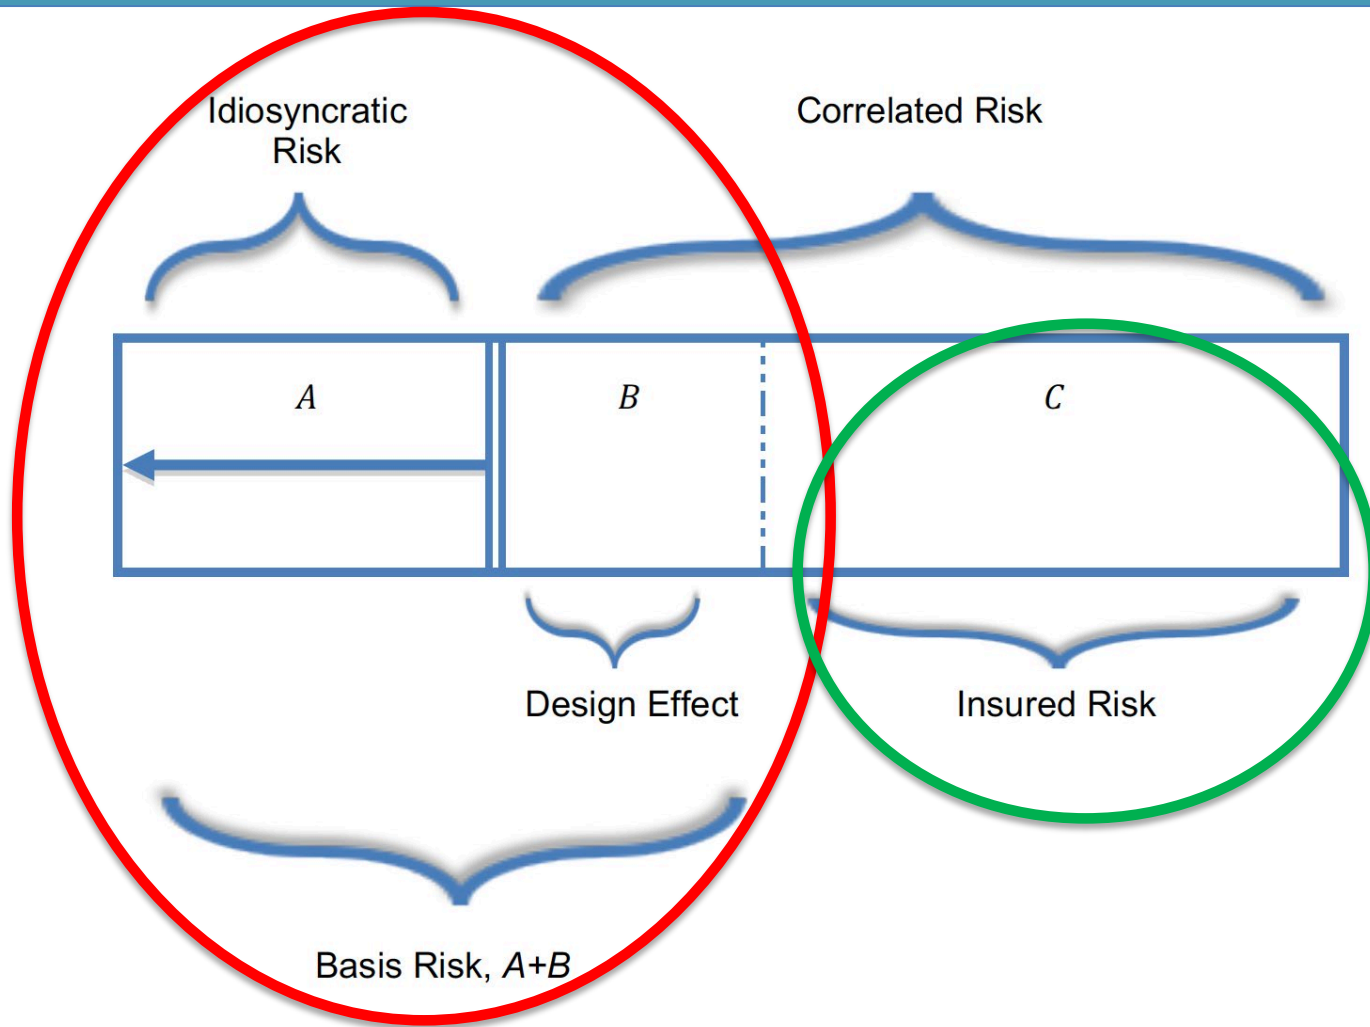 Idiosyncratic
Risk
Correlated Risk
A
B
C
Design Effect
Insured Risk
Basis Risk, A+B